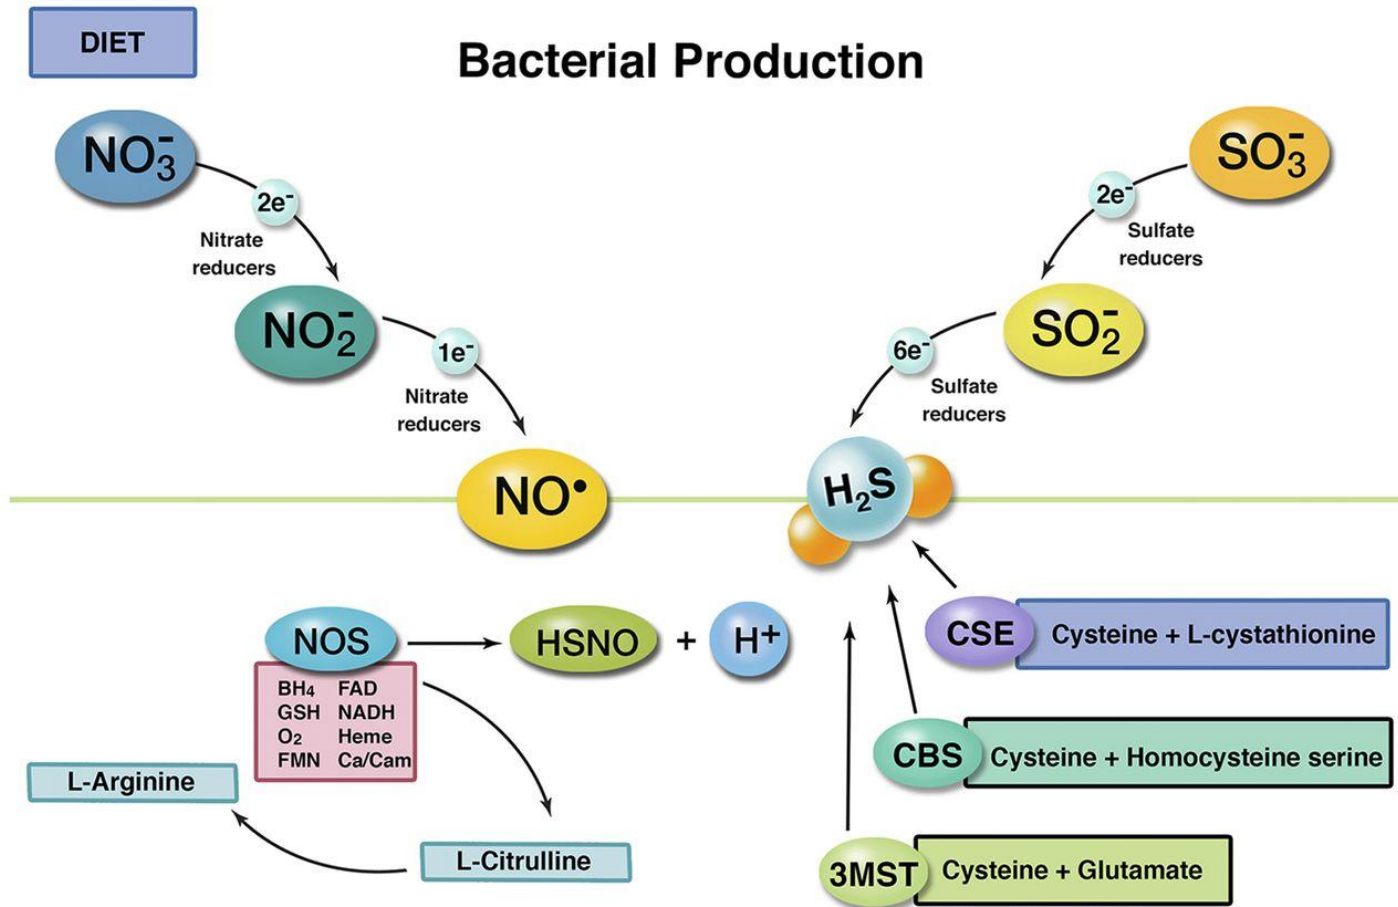 DIET
Bacterial Production
NO₃⁻
2e⁻
Nitrate
reducers
NO₂⁻
1e⁻
Nitrate
reducers
NO•
SO₃⁻
2e⁻
Sulfate
reducers
SO₂⁻
6e⁻
Sulfate
reducers
H₂S
NOS
HSNO + H⁺
BH₄ FAD
GSH NADH
O₂ Heme
FMN Ca/Cam
L-Arginine
L-Citrulline
CSE Cysteine + L-cystathionine
CBS Cysteine + Homocysteine serine
3MST Cysteine + Glutamate